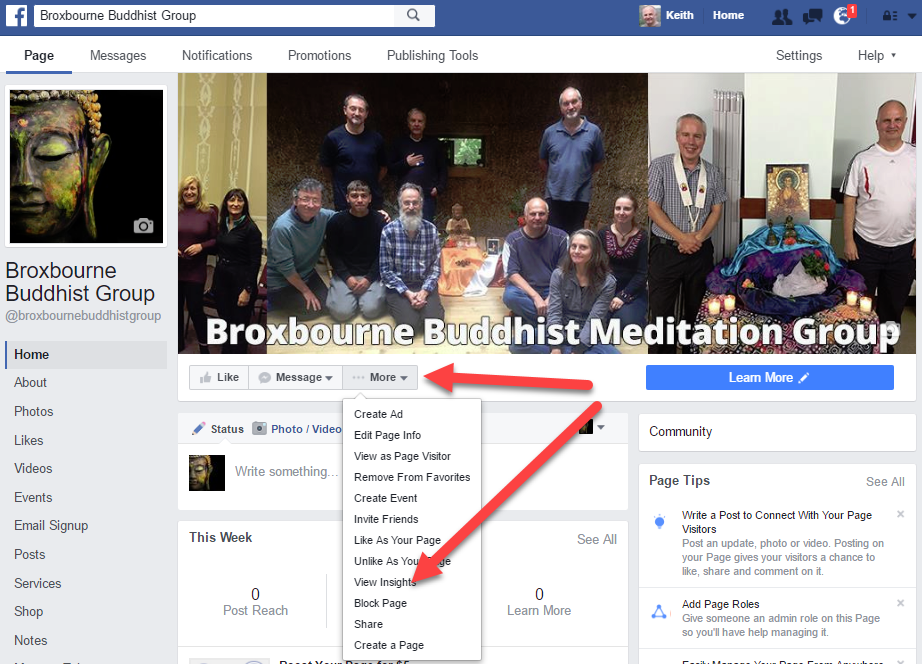 Broxbourne Buddhist Group
Keith
Home
1
Page
Messages
Notifications
Promotions
Publishing Tools
Settings
Help
Broxbourne Buddhist Meditation Group
Broxbourne
Buddhist Group
@broxbournebuddhistgroup
Home
About
Photos
Likes
Videos
Events
Email Signup
Posts
Services
Shop
Notes
Like
Message
More
Learn More
Create Ad
Edit Page Info
View as Page Visitor
Remove From Favorites
Create Event
Invite Friends
Like As Your Page
Unlike As Your Page
View Insights
Block Page
Share
Create a Page
Status
Photo / Video
Write something...
This Week
See All
0
Post Reach
0
Learn More
Community
Page Tips
See All
Write a Post to Connect With Your Page
Visitors
Post an update, photo or video. Posting on
your Page gives your visitors a chance to
like, share and comment on it.
Add Page Roles
Give someone an admin role on this Page
so you'll have help managing it.